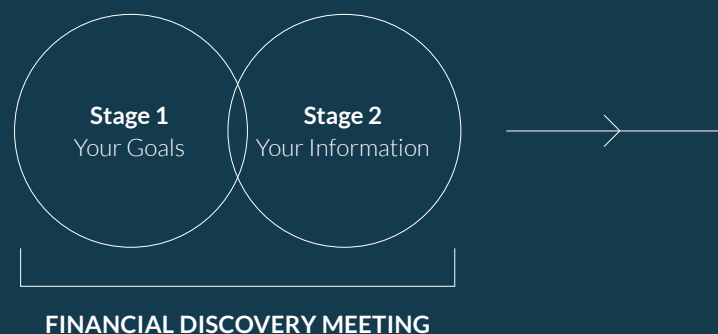 Stage 1
Your Goals
Stage 2
Your Information
FINANCIAL DISCOVERY MEETING